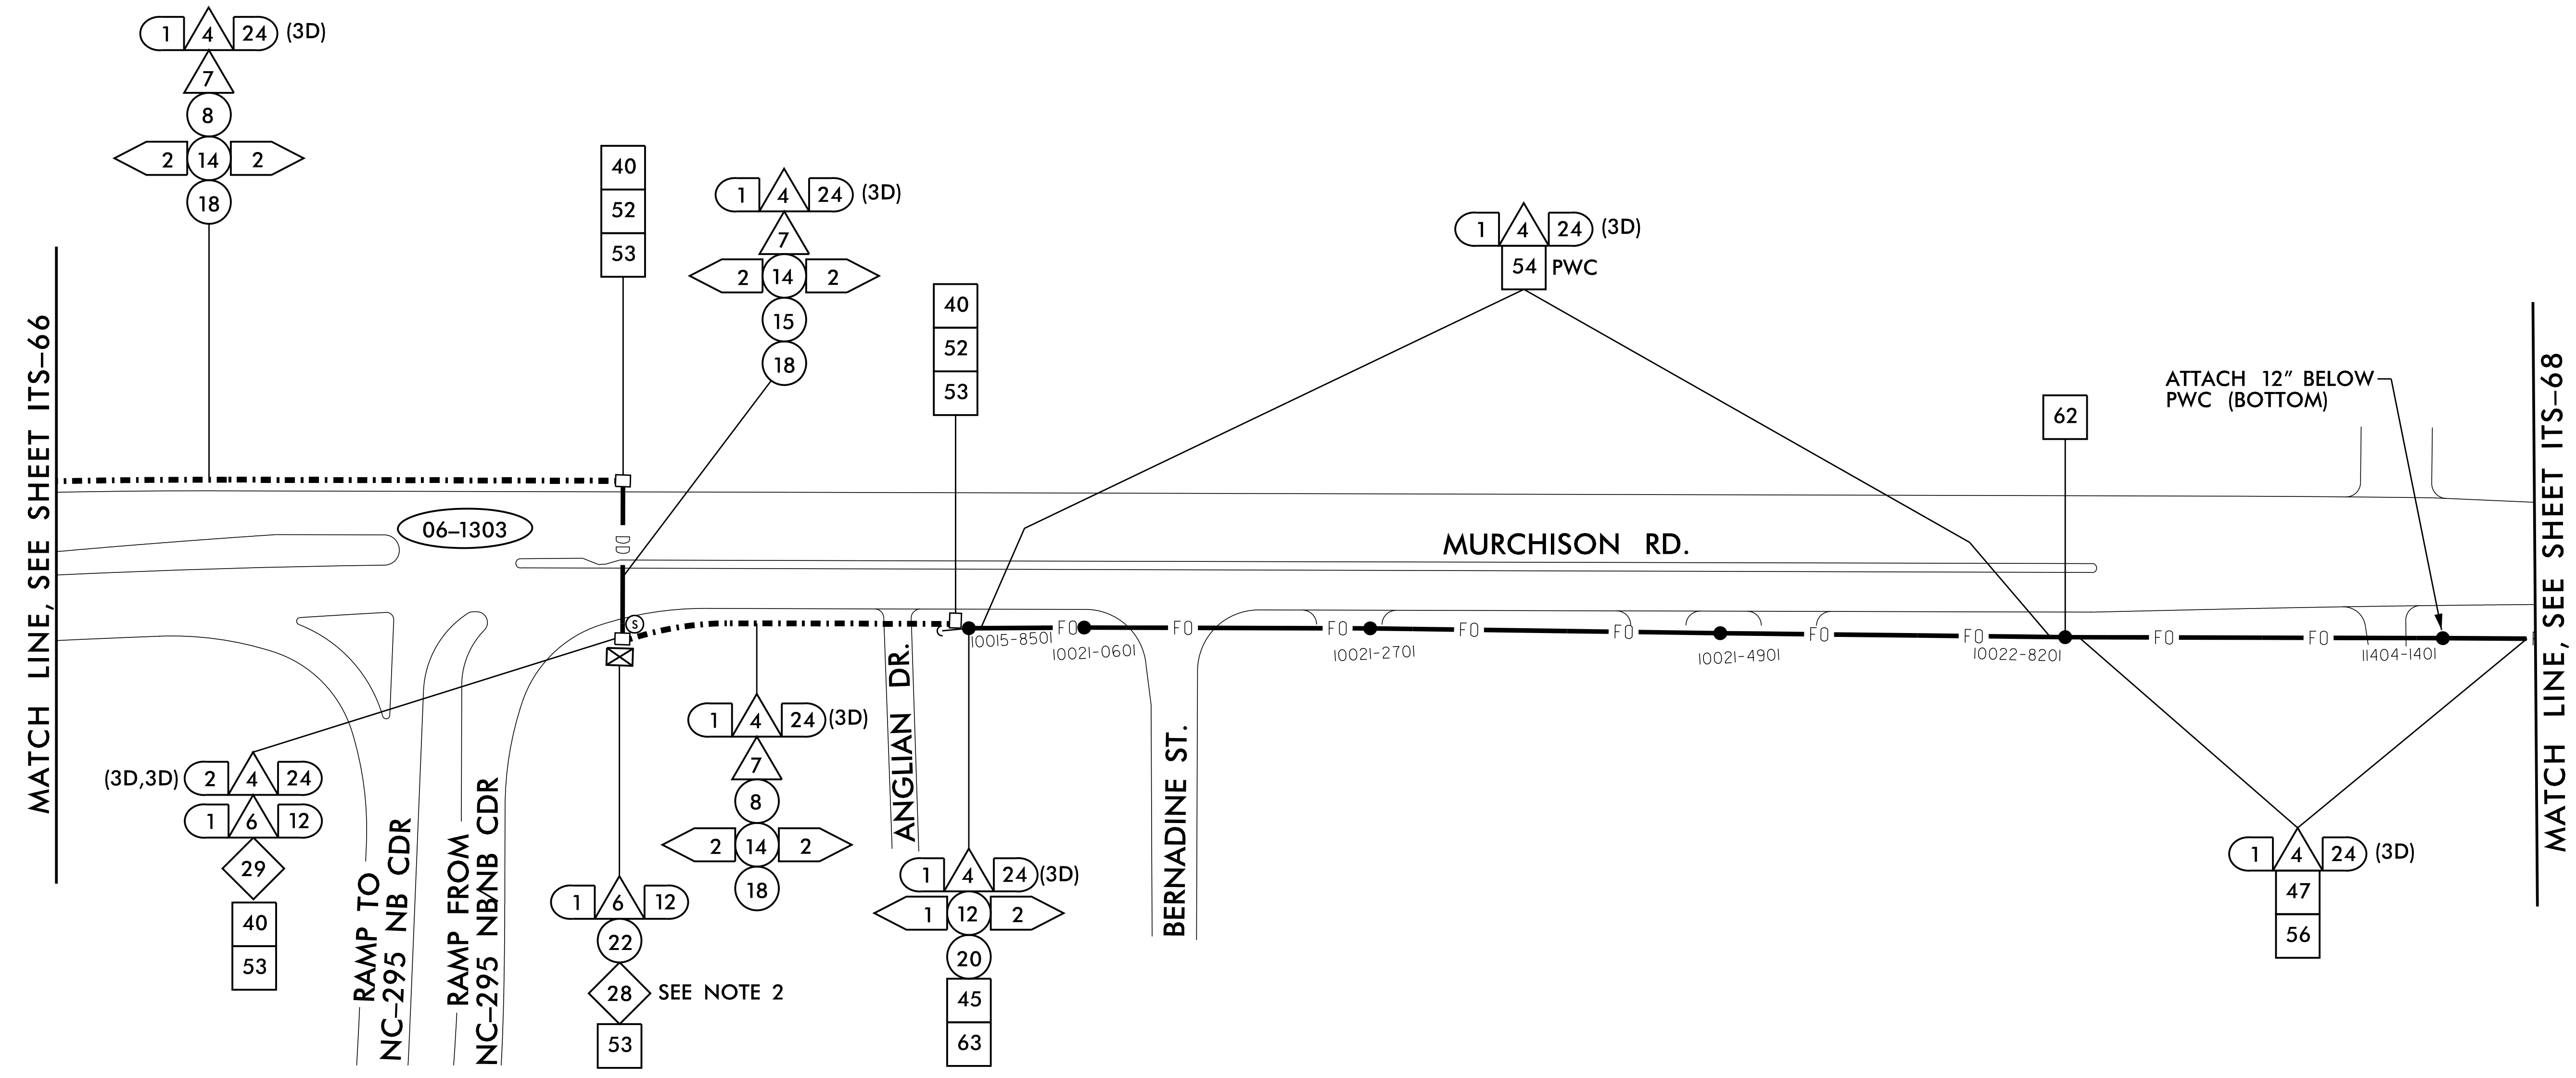 1 4 24 (3D)
7
8
2 14 2
18
40
52
53
1 4 24 (3D)
7
2 14 2
15
18
40
52
53
1 4 24 (3D)
54 PWC
62
ATTACH 12" BELOW
PWC (BOTTOM)
MATCH LINE, SEE SHEET ITS-66
MATCH LINE, SEE SHEET ITS-68
06-1303
DD
MURCHISON RD.
S
FO FO FO FO FO FO FO FO FO
10015-8501
10021-0601
10021-2701
10021-4901
10022-8201
11404-1401
(3D,3D) 2 4 24
1 6 12
29
40
53
RAMP TO
NC-295 NB CDR
RAMP FROM
NC-295 NB/NB CDR
1 6 12
22
28 SEE NOTE 2
53
1 4 24 (3D)
7
8
2 14 2
18
ANGLIAN DR.
1 4 24 (3D)
1 12 2
20
45
63
BERNADINE ST.
1 4 24 (3D)
47
56